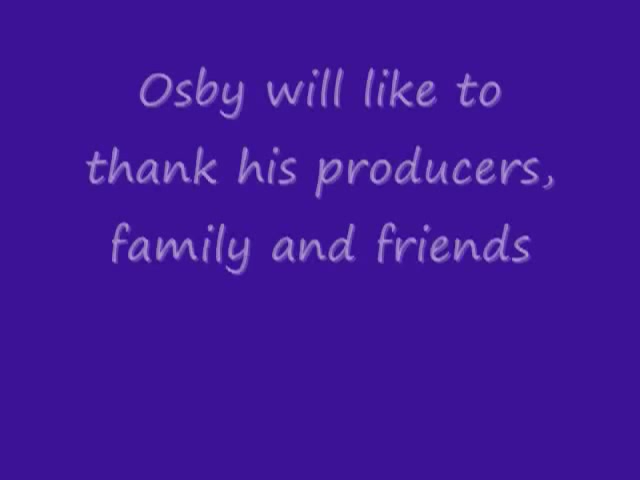 Osby will like to
thank his producers,
family and friends